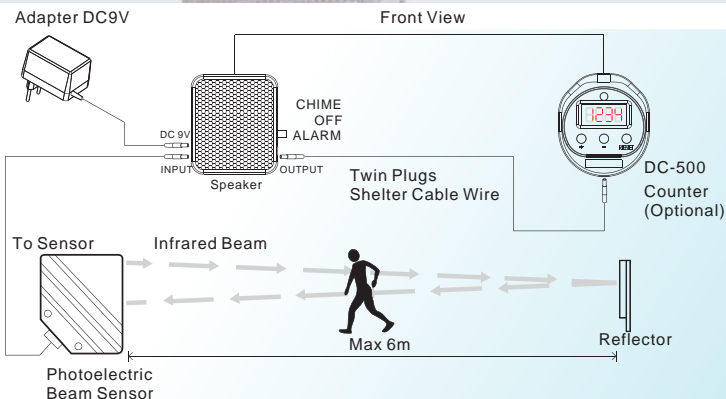 Adapter DC9V
Front View
CHIME
OFF
ALARM
DC 9V
INPUT
OUTPUT
Speaker
1234
+ - RESET
DC-500
Counter
(Optional)
Twin Plugs
Shelter Cable Wire
To Sensor
Infrared Beam
Max 6m
Reflector
Photoelectric
Beam Sensor